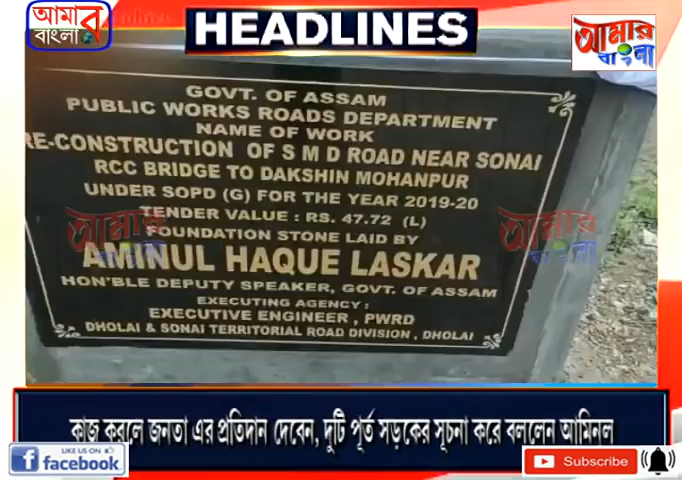 আমার
বাংলা
HEADLINES
আমার
বাংলা
GOVT. OF ASSAM
PUBLIC WORKS ROADS DEPARTMENT
NAME OF WORK
RE-CONSTRUCTION OF S M D ROAD NEAR SONAI
RCC BRIDGE TO DAKSHIN MOHANPUR
UNDER SOPD (G) FOR THE YEAR 2019-20
TENDER VALUE : RS. 47.72 (L)
FOUNDATION STONE LAID BY
AMINUL HAQUE LASKAR
HON'BLE DEPUTY SPEAKER, GOVT. OF ASSAM
EXECUTING AGENCY :
EXECUTIVE ENGINEER, PWRD
DHOLAI & SONAI TERRITORIAL ROAD DIVISION, DHOLAI
আমার
বাংলা
আমার
বাংলা
কাজ করলে জনতা এর প্রতিদান দেবেন, দুটি পূর্ত সড়কের সূচনা করে বললেন আমিনুল
LIKE US ON
facebook
Subscribe